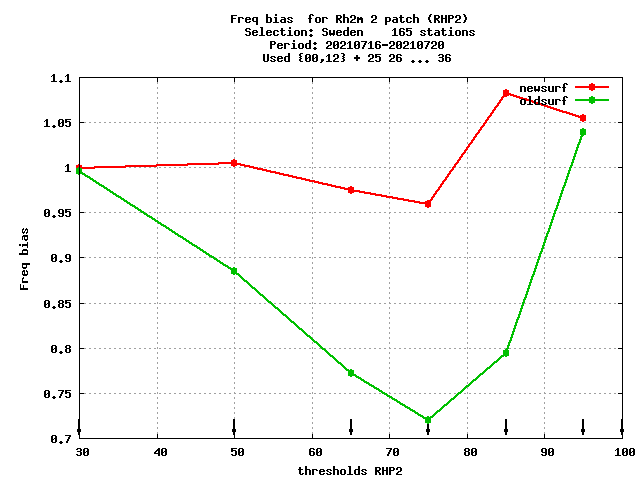 Freq bias  for Rh2m 2 patch (RHP2)
Selection: Sweden    165 stations
Period: 20210716-20210720
Used {00,12} + 25 26 ... 36
1.1
newsurf
oldsurf
1.05
1
0.95
0.9
0.85
0.8
0.75
0.7
Freq bias
30 40 50 60 70 80 90 100
thresholds RHP2